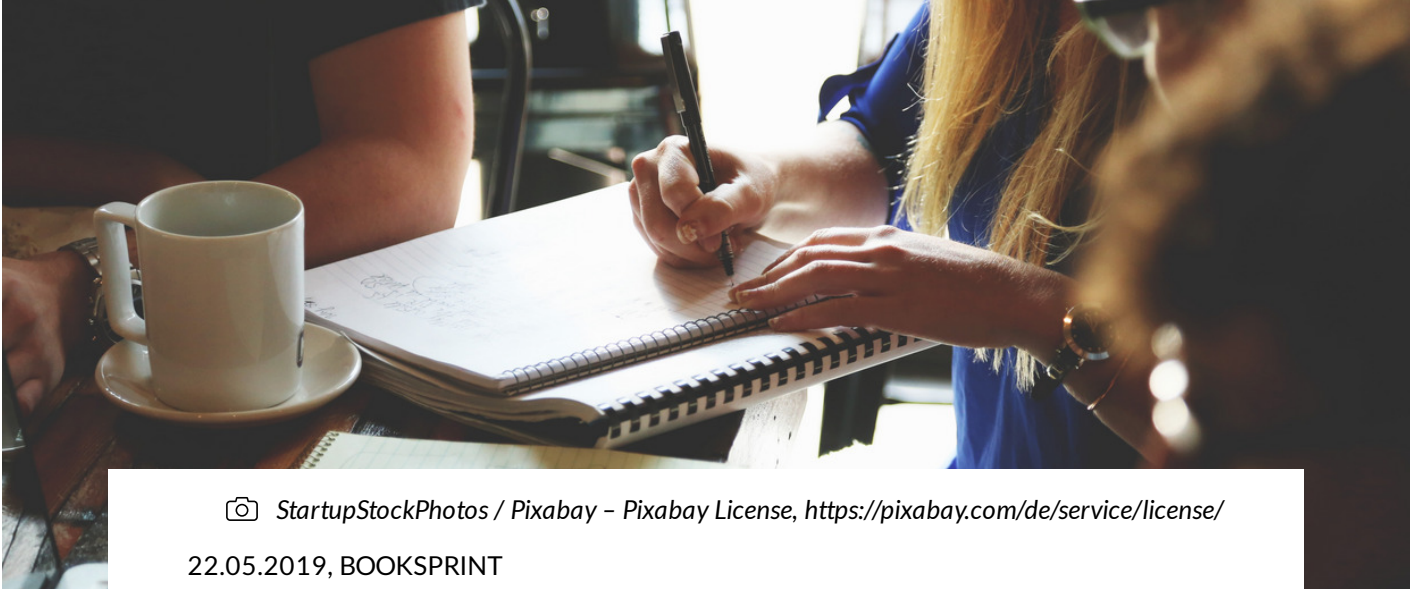 StartupStockPhotos / Pixabay – Pixabay License, https://pixabay.com/de/service/license/
22.05.2019, BOOKSPRINT